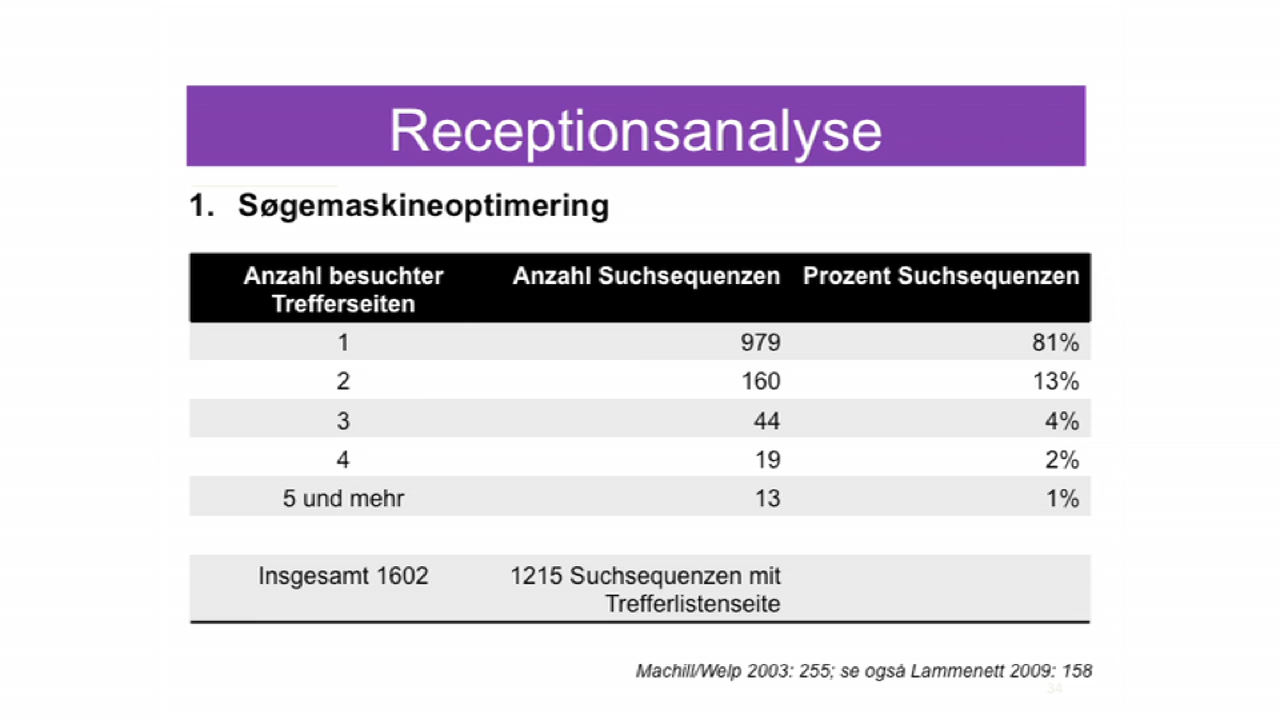 Receptionsanalyse
1. Søgemaskineoptimering
Anzahl besuchter Trefferseiten Anzahl Suchsequenzen Prozent Suchsequenzen
1 979 81%
2 160 13%
3 44 4%
4 19 2%
5 und mehr 13 1%
Insgesamt 1602 1215 Suchsequenzen mit
Trefferlistenseite
Machill/Welp 2003: 255; se også Lammenett 2009: 158
34